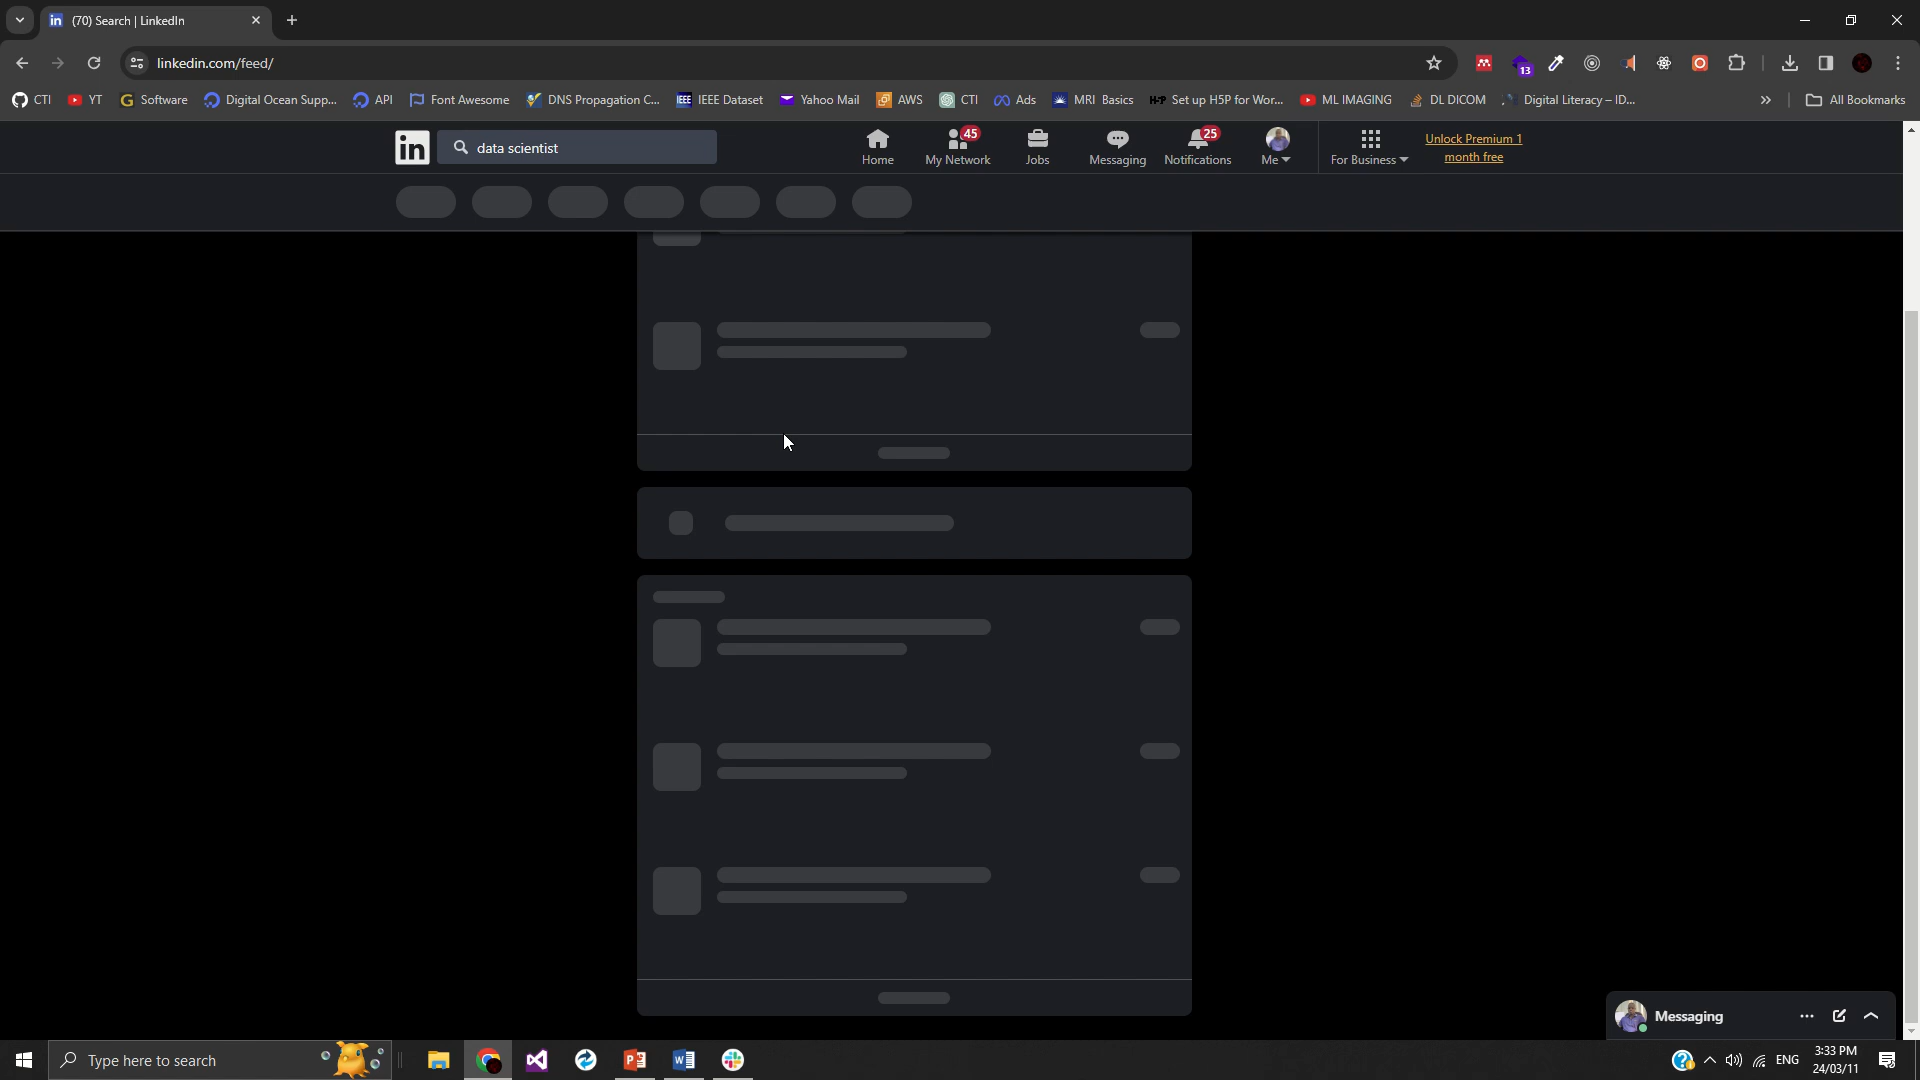 (70) Search | LinkedIn
linkedin.com/feed/
13
CTI
YT
Software
Digital Ocean Supp...
API
Font Awesome
DNS Propagation C...
IEEE IEEE Dataset
Yahoo Mail
AWS
CTI
Ads
MRI Basics
H-P Set up H5P for Wor...
ML IMAGING
DL DICOM
Digital Literacy – ID...
»
All Bookmarks
in
data scientist
Home
45
My Network
Jobs
Messaging
25
Notifications
Me
For Business
Unlock Premium 1
month free
Messaging
Type here to search
ENG
3:33 PM
24/03/11